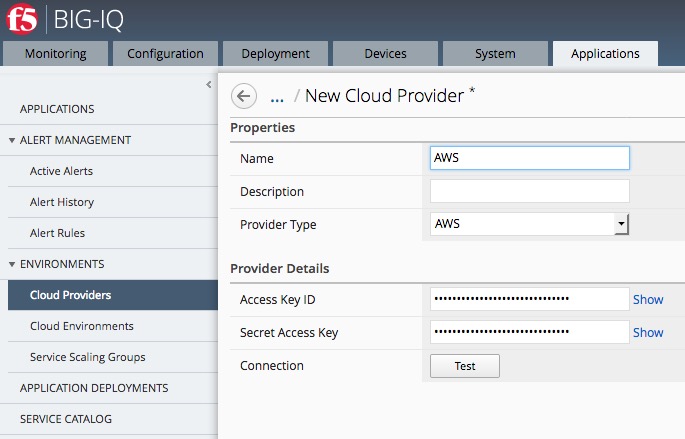 f5 BIG-IQ
Monitoring Configuration Deployment Devices System Applications
... / New Cloud Provider *
APPLICATIONS
ALERT MANAGEMENT
Active Alerts
Alert History
Alert Rules
ENVIRONMENTS
Cloud Providers
Cloud Environments
Service Scaling Groups
APPLICATION DEPLOYMENTS
SERVICE CATALOG
Properties
Name AWS
Description
Provider Type AWS
Provider Details
Access Key ID •••••••••••••••••••••••••••••• Show
Secret Access Key •••••••••••••••••••••••••••••• Show
Connection Test